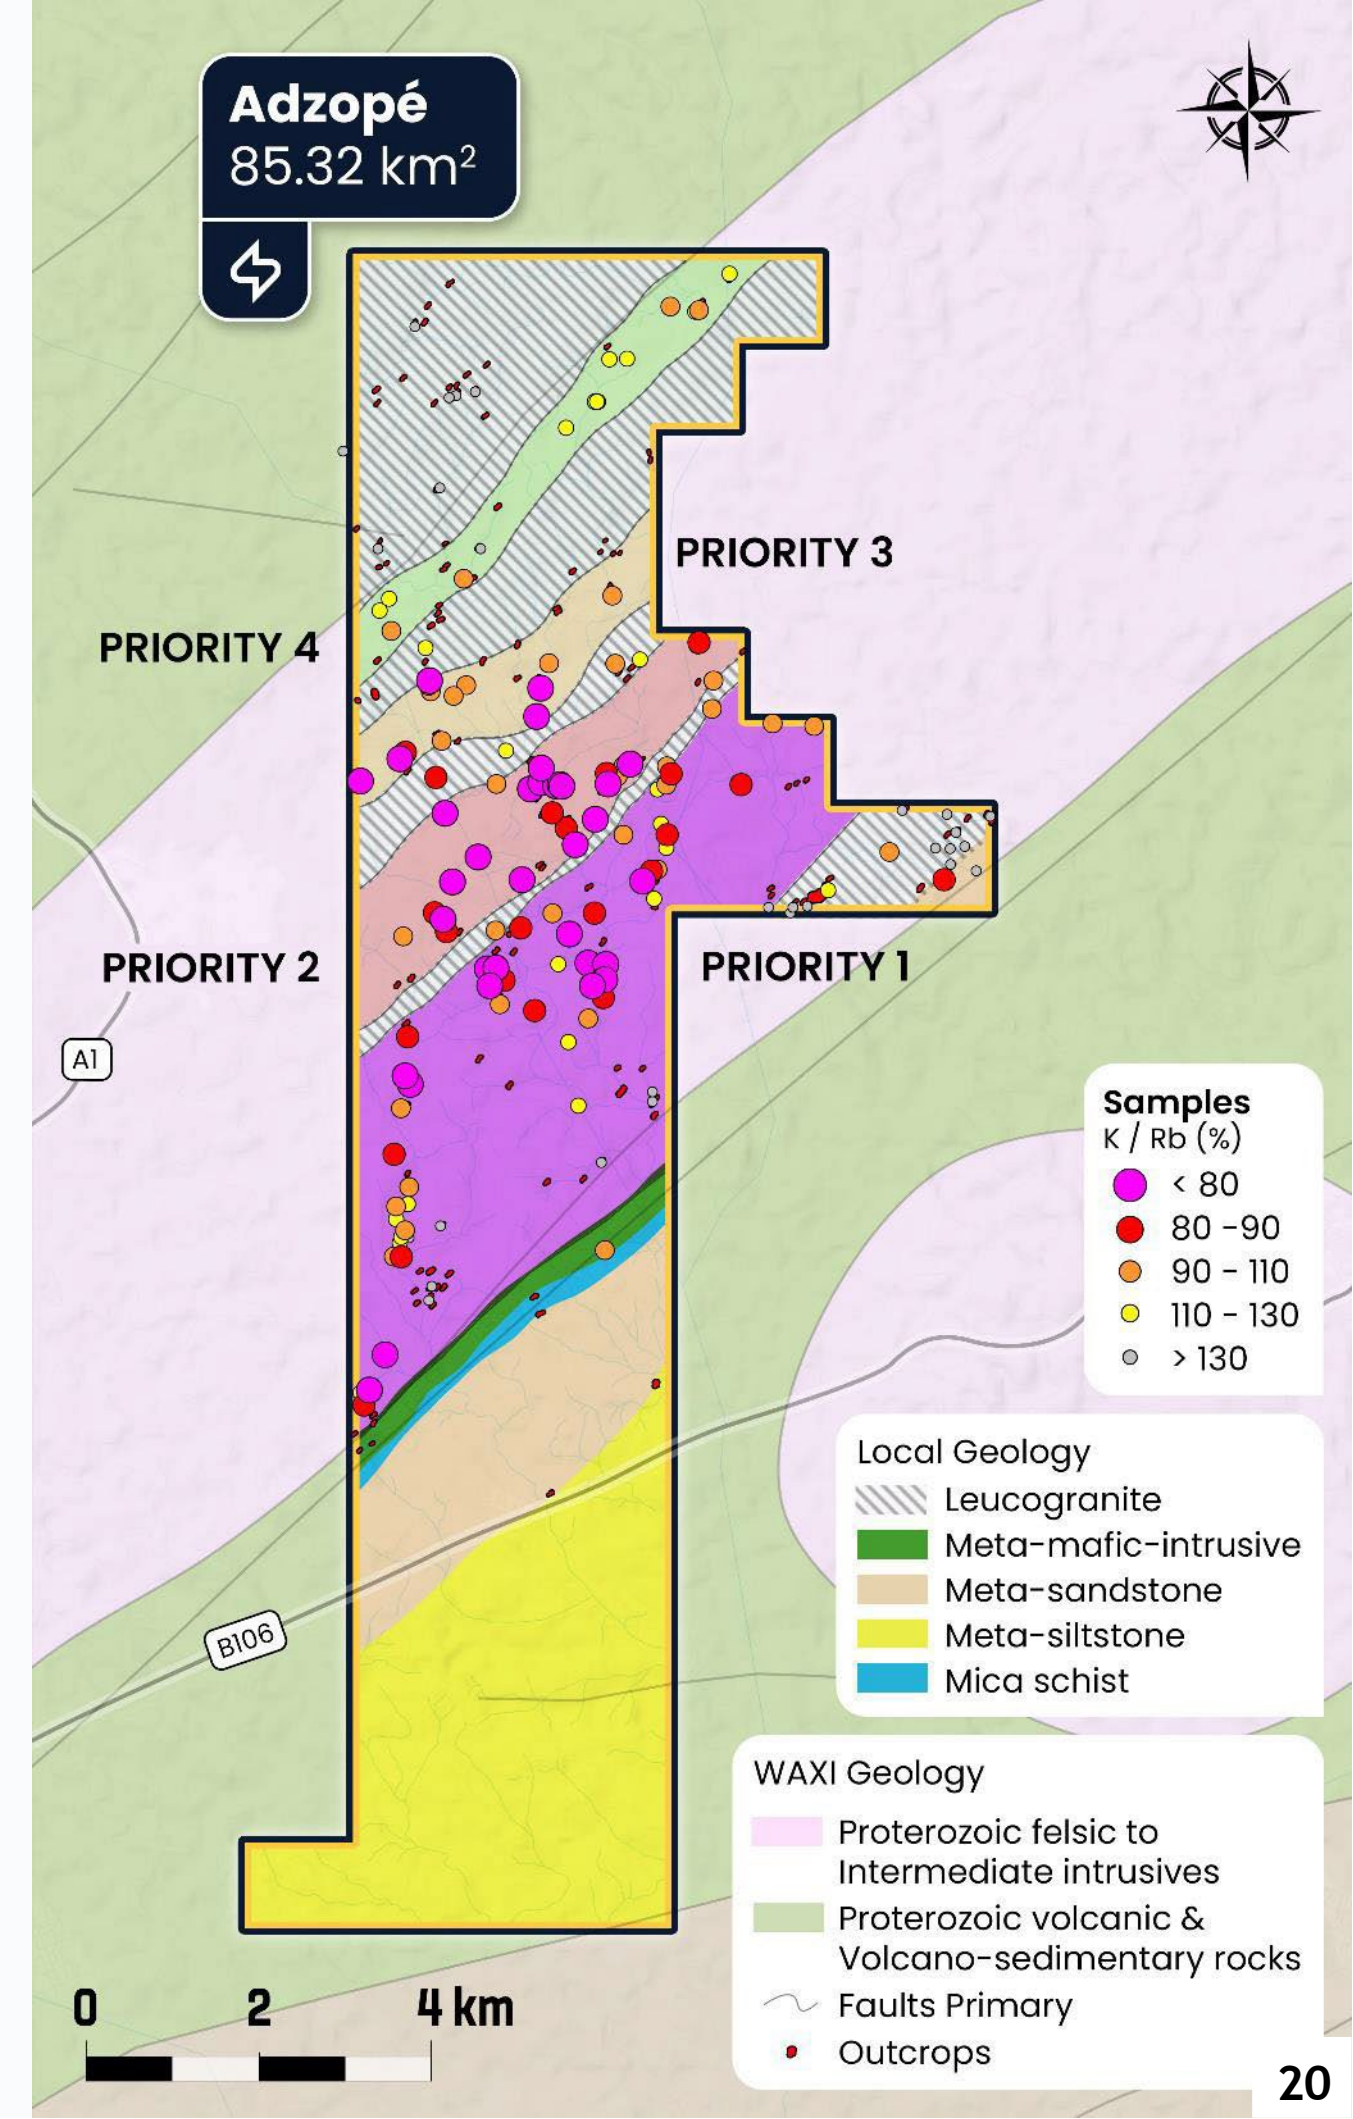 Adzopé
85.32 km²
PRIORITY 3
PRIORITY 4
PRIORITY 2
PRIORITY 1
A1
Samples
K / Rb (%)
< 80
80 -90
90 - 110
110 - 130
> 130
Local Geology
Leucogranite
Meta-mafic-intrusive
Meta-sandstone
Meta-siltstone
Mica schist
B106
WAXI Geology
Proterozoic felsic to
Intermediate intrusives
Proterozoic volcanic &
Volcano-sedimentary rocks
Faults Primary
Outcrops
0 2 4 km
20